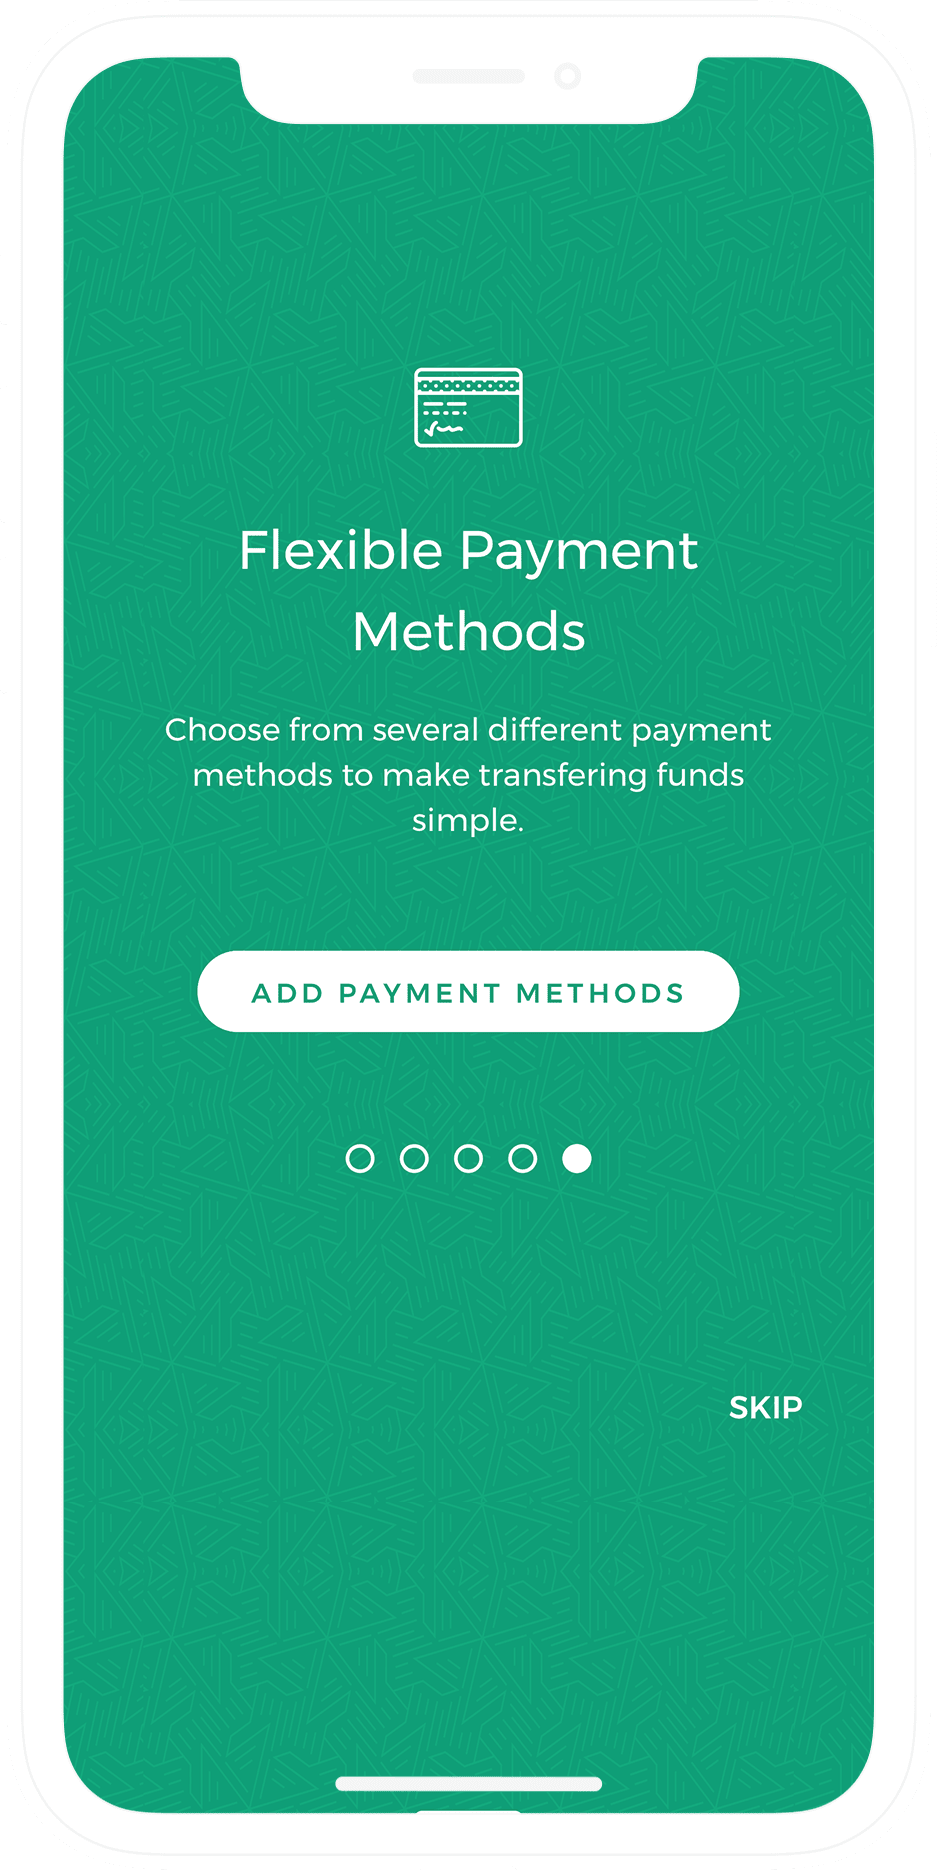 Flexible Payment
Methods
Choose from several different payment
methods to make transfering funds
simple.
ADD PAYMENT METHODS
SKIP